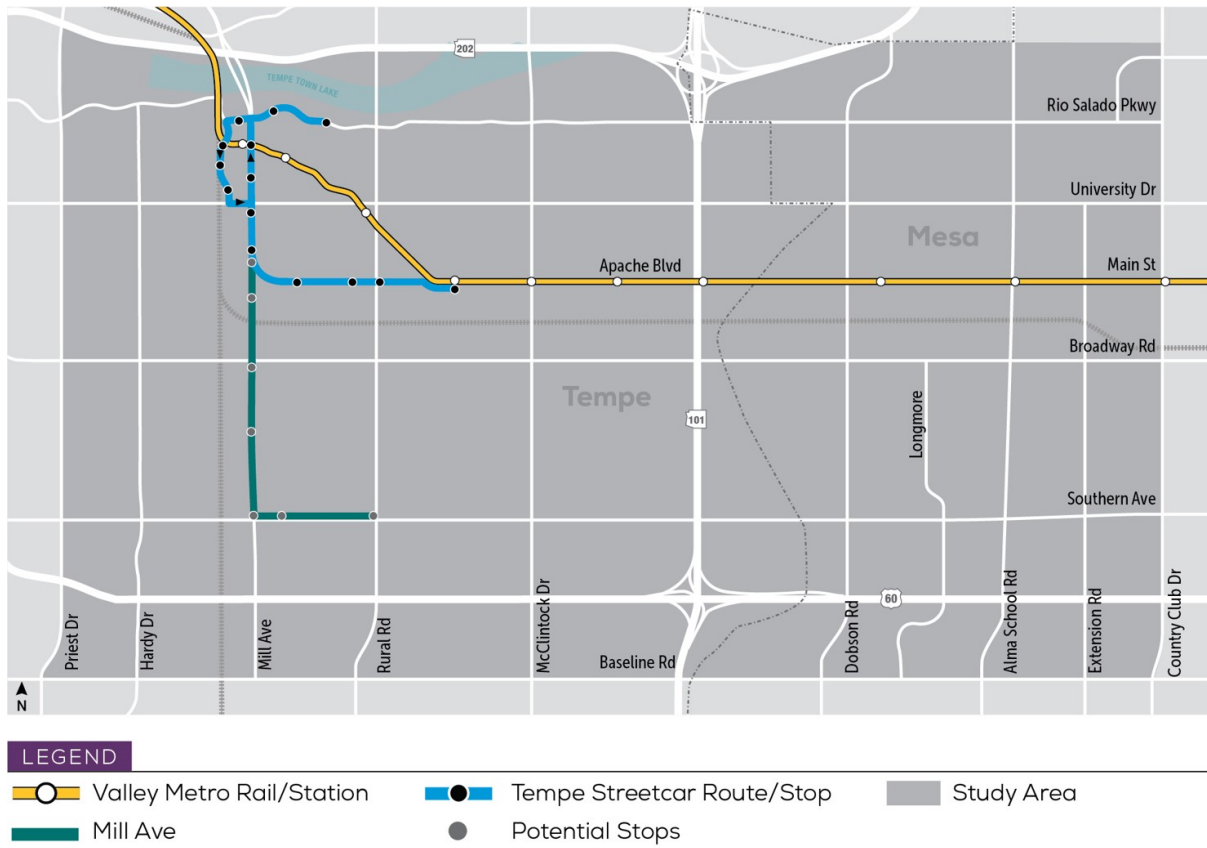 202
TEMPE TOWN LAKE
Rio Salado Pkwy
University Dr
Mesa
Apache Blvd
Main St
Broadway Rd
Tempe
101
Longmore
Southern Ave
60
Priest Dr
Hardy Dr
Mill Ave
Rural Rd
McClintock Dr
Baseline Rd
Dobson Rd
Alma School Rd
Extension Rd
Country Club Dr
N
LEGEND
Valley Metro Rail/Station
Tempe Streetcar Route/Stop
Study Area
Mill Ave
Potential Stops